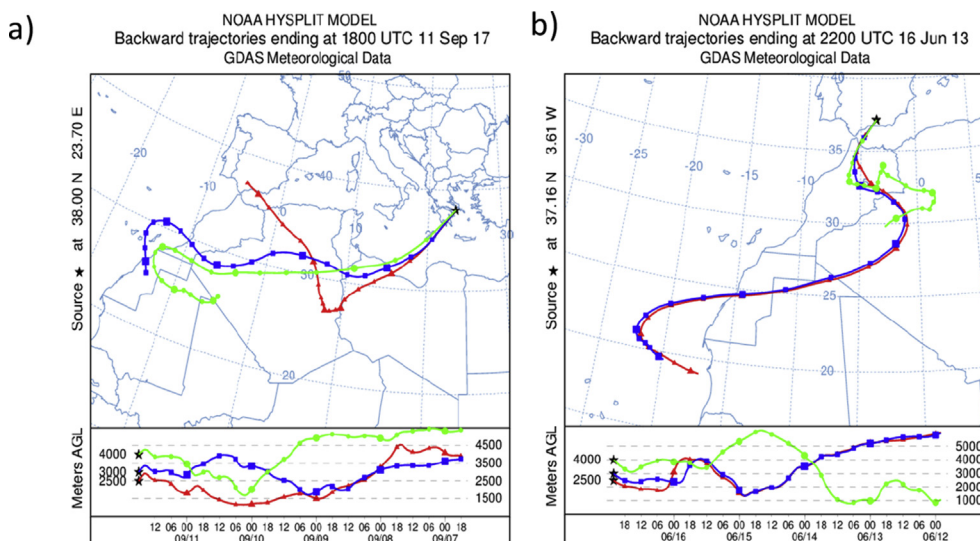 a)
NOAA HYSPLIT MODEL
Backward trajectories ending at 1800 UTC 11 Sep 17
GDAS Meteorological Data
Source ★ at 38.00 N 23.70 E
50
-20
40
-10
0
10
20
30
30
20
Meters AGL
4000
3000
2500
4500
3500
2500
1500
12 06 00 18 12 06 00 18 12 06 00 18 12 06 00 18 12 06 00 18
09/11 09/10 09/09 09/08 09/07
b)
NOAA HYSPLIT MODEL
Backward trajectories ending at 2200 UTC 16 Jun 13
GDAS Meteorological Data
Source ★ at 37.16 N 3.61 W
40
-30
35
-25
-20
-15
-10
0
30
25
20
Meters AGL
4000
2500
5000
4000
3000
2000
1000
18 12 06 00 18 12 06 00 18 12 06 00 18 12 06 00 18 12 06 00
06/16 06/15 06/14 06/13 06/12